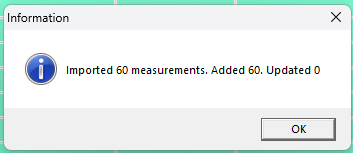 Information
Imported 60 measurements. Added 60. Updated 0
OK